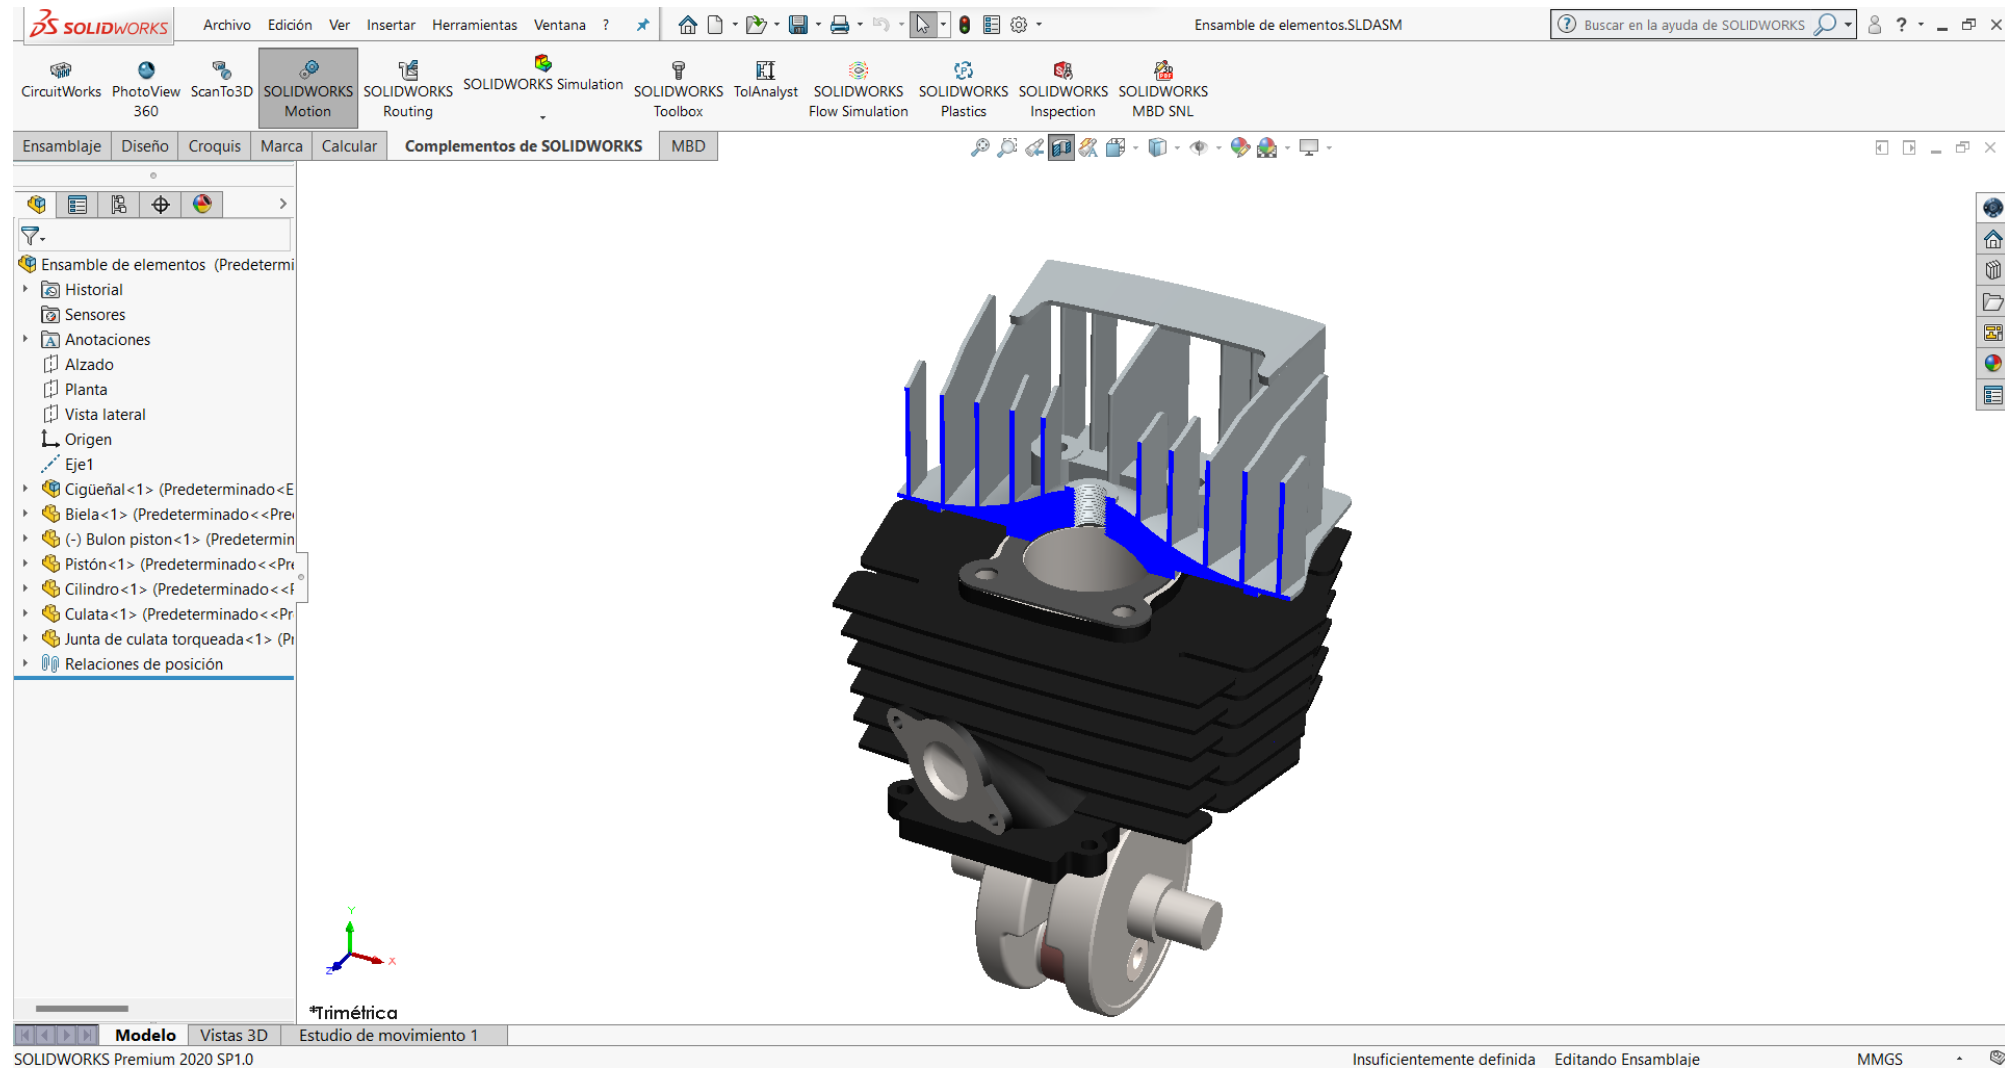 SOLIDWORKS Archivo Edición Ver Insertar Herramientas Ventana ? Ensamble de elementos.SLDASM Buscar en la ayuda de SOLIDWORKS ?
CircuitWorks PhotoView 360 ScanTo3D SOLIDWORKS Motion SOLIDWORKS Routing SOLIDWORKS Simulation SOLIDWORKS Toolbox TolAnalyst SOLIDWORKS Flow Simulation SOLIDWORKS Plastics SOLIDWORKS Inspection SOLIDWORKS MBD SNL
Ensamblaje Diseño Croquis Marca Calcular Complementos de SOLIDWORKS MBD
Ensamble de elementos (Predetermi
Historial
Sensores
Anotaciones
Alzado
Planta
Vista lateral
Origen
Eje1
Cigüeñal<1> (Predeterminado<E
Biela<1> (Predeterminado<<Pre
(-) Bulon piston<1> (Predetermin
Pistón<1> (Predeterminado<<Pre
Cilindro<1> (Predeterminado<<F
Culata<1> (Predeterminado<<Pr
Junta de culata torqueada<1> (Pr
Relaciones de posición
Y
X
Z
*Trimétrica
Modelo Vistas 3D Estudio de movimiento 1
SOLIDWORKS Premium 2020 SP1.0 Insuficientemente definida Editando Ensamblaje MMGS